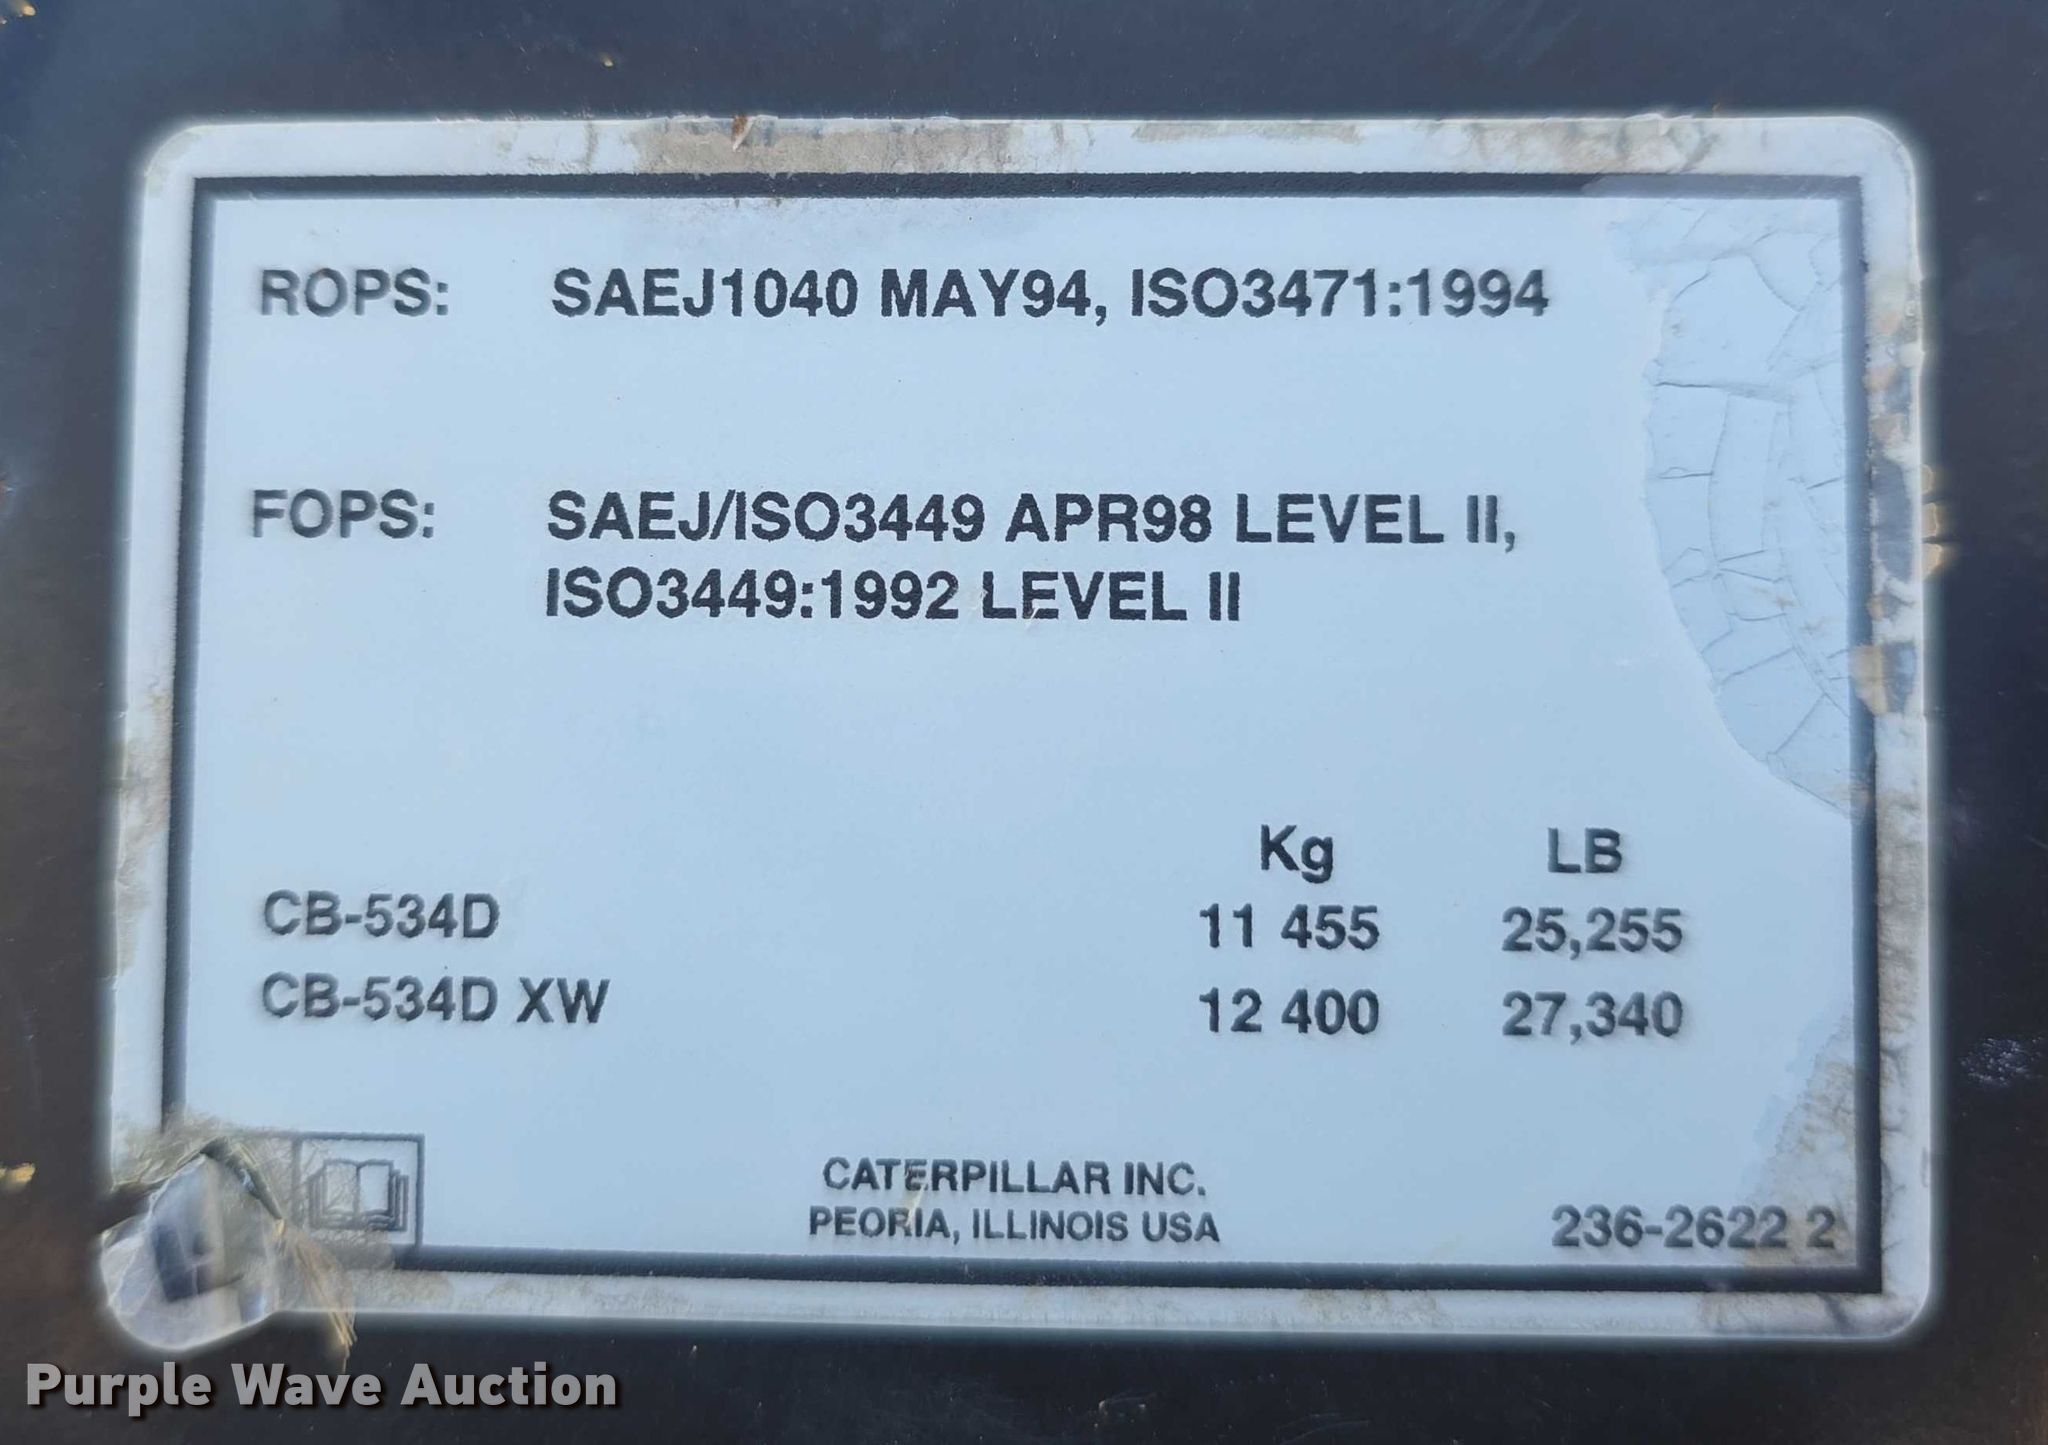 ROPS: SAEJ1040 MAY94, ISO3471:1994
FOPS: SAEJ/ISO3449 APR98 LEVEL II,
ISO3449:1992 LEVEL II
Kg LB
CB-534D 11 455 25,255
CB-534D XW 12 400 27,340
CATERPILLAR INC.
PEORIA, ILLINOIS USA
236-2622 2
Purple Wave Auction